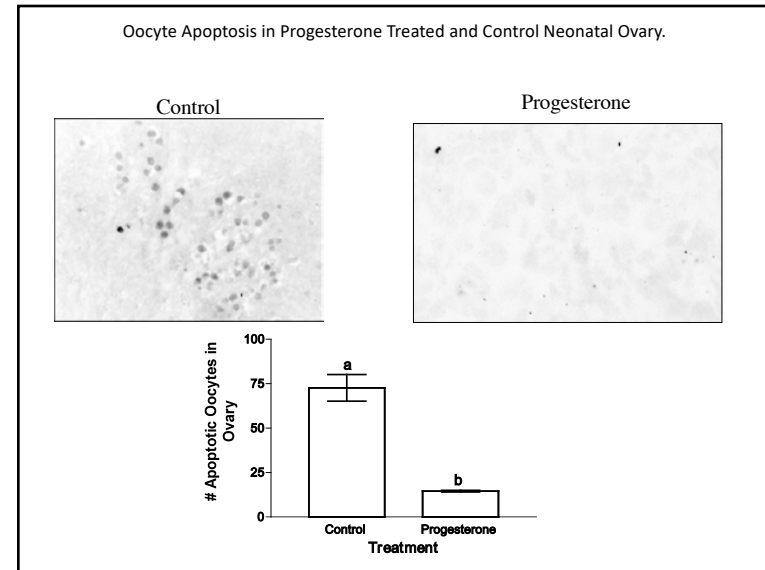 Oocyte Apoptosis in Progesterone Treated and Control Neonatal Ovary.
Control
Progesterone
# Apoptotic Oocytes in
Ovary
100
75
50
25
0
a
b
Control
Progesterone
Treatment